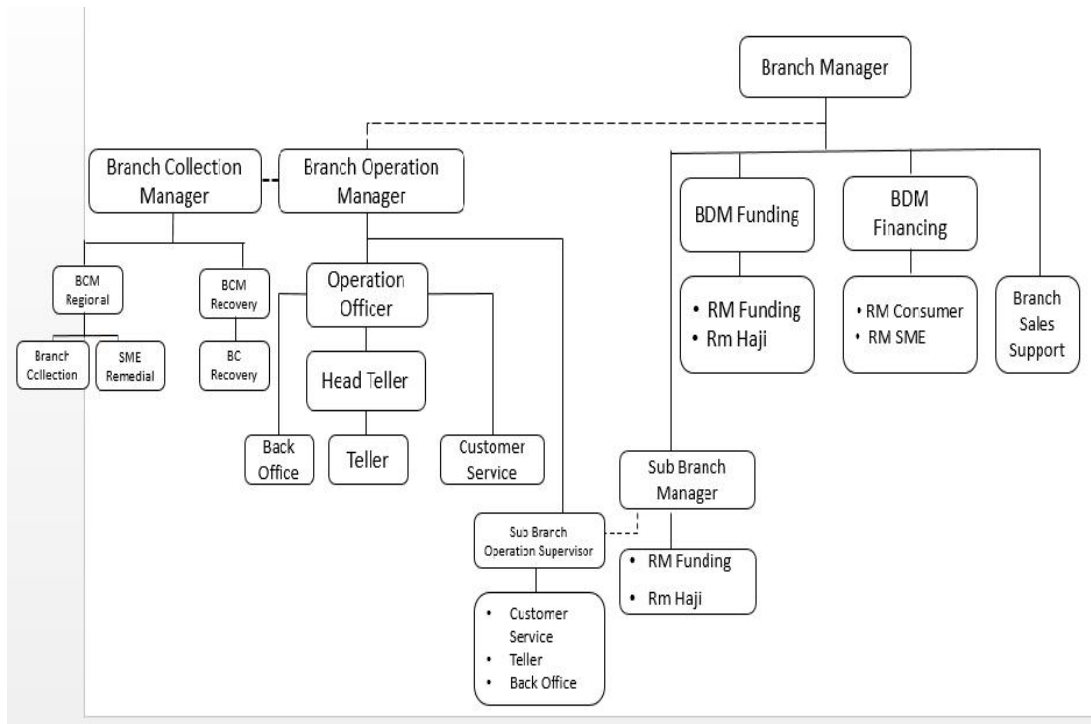 Branch Manager
Branch Collection
Manager
Branch Operation
Manager
BDM Funding
BDM
Financing
BCM
Regional
BCM
Recovery
Operation
Officer
• RM Funding
• Rm Haji
• RM Consumer
• RM SME
Branch
Sales
Support
Branch
Collection
SME
Remedial
BC
Recovery
Head Teller
Back
Office
Teller
Customer
Service
Sub Branch
Manager
Sub Branch
Operation Supervisor
• RM Funding
• Rm Haji
• Customer
Service
• Teller
• Back Office